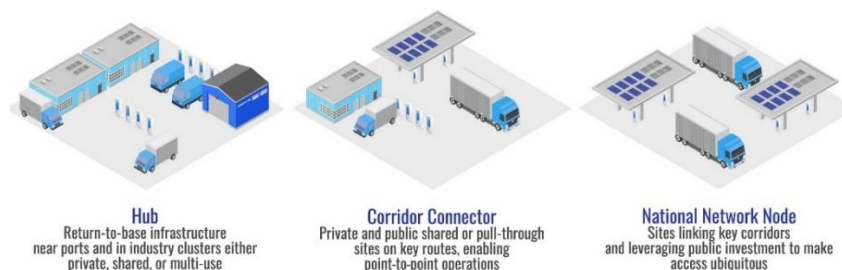 Hub
Return-to-base infrastructure
near ports and in industry clusters either
private, shared, or multi-use
Corridor Connector
Private and public shared or pull-through
sites on key routes, enabling
point-to-point operations
National Network Node
Sites linking key corridors
and leveraging public investment to make
access ubiquitous